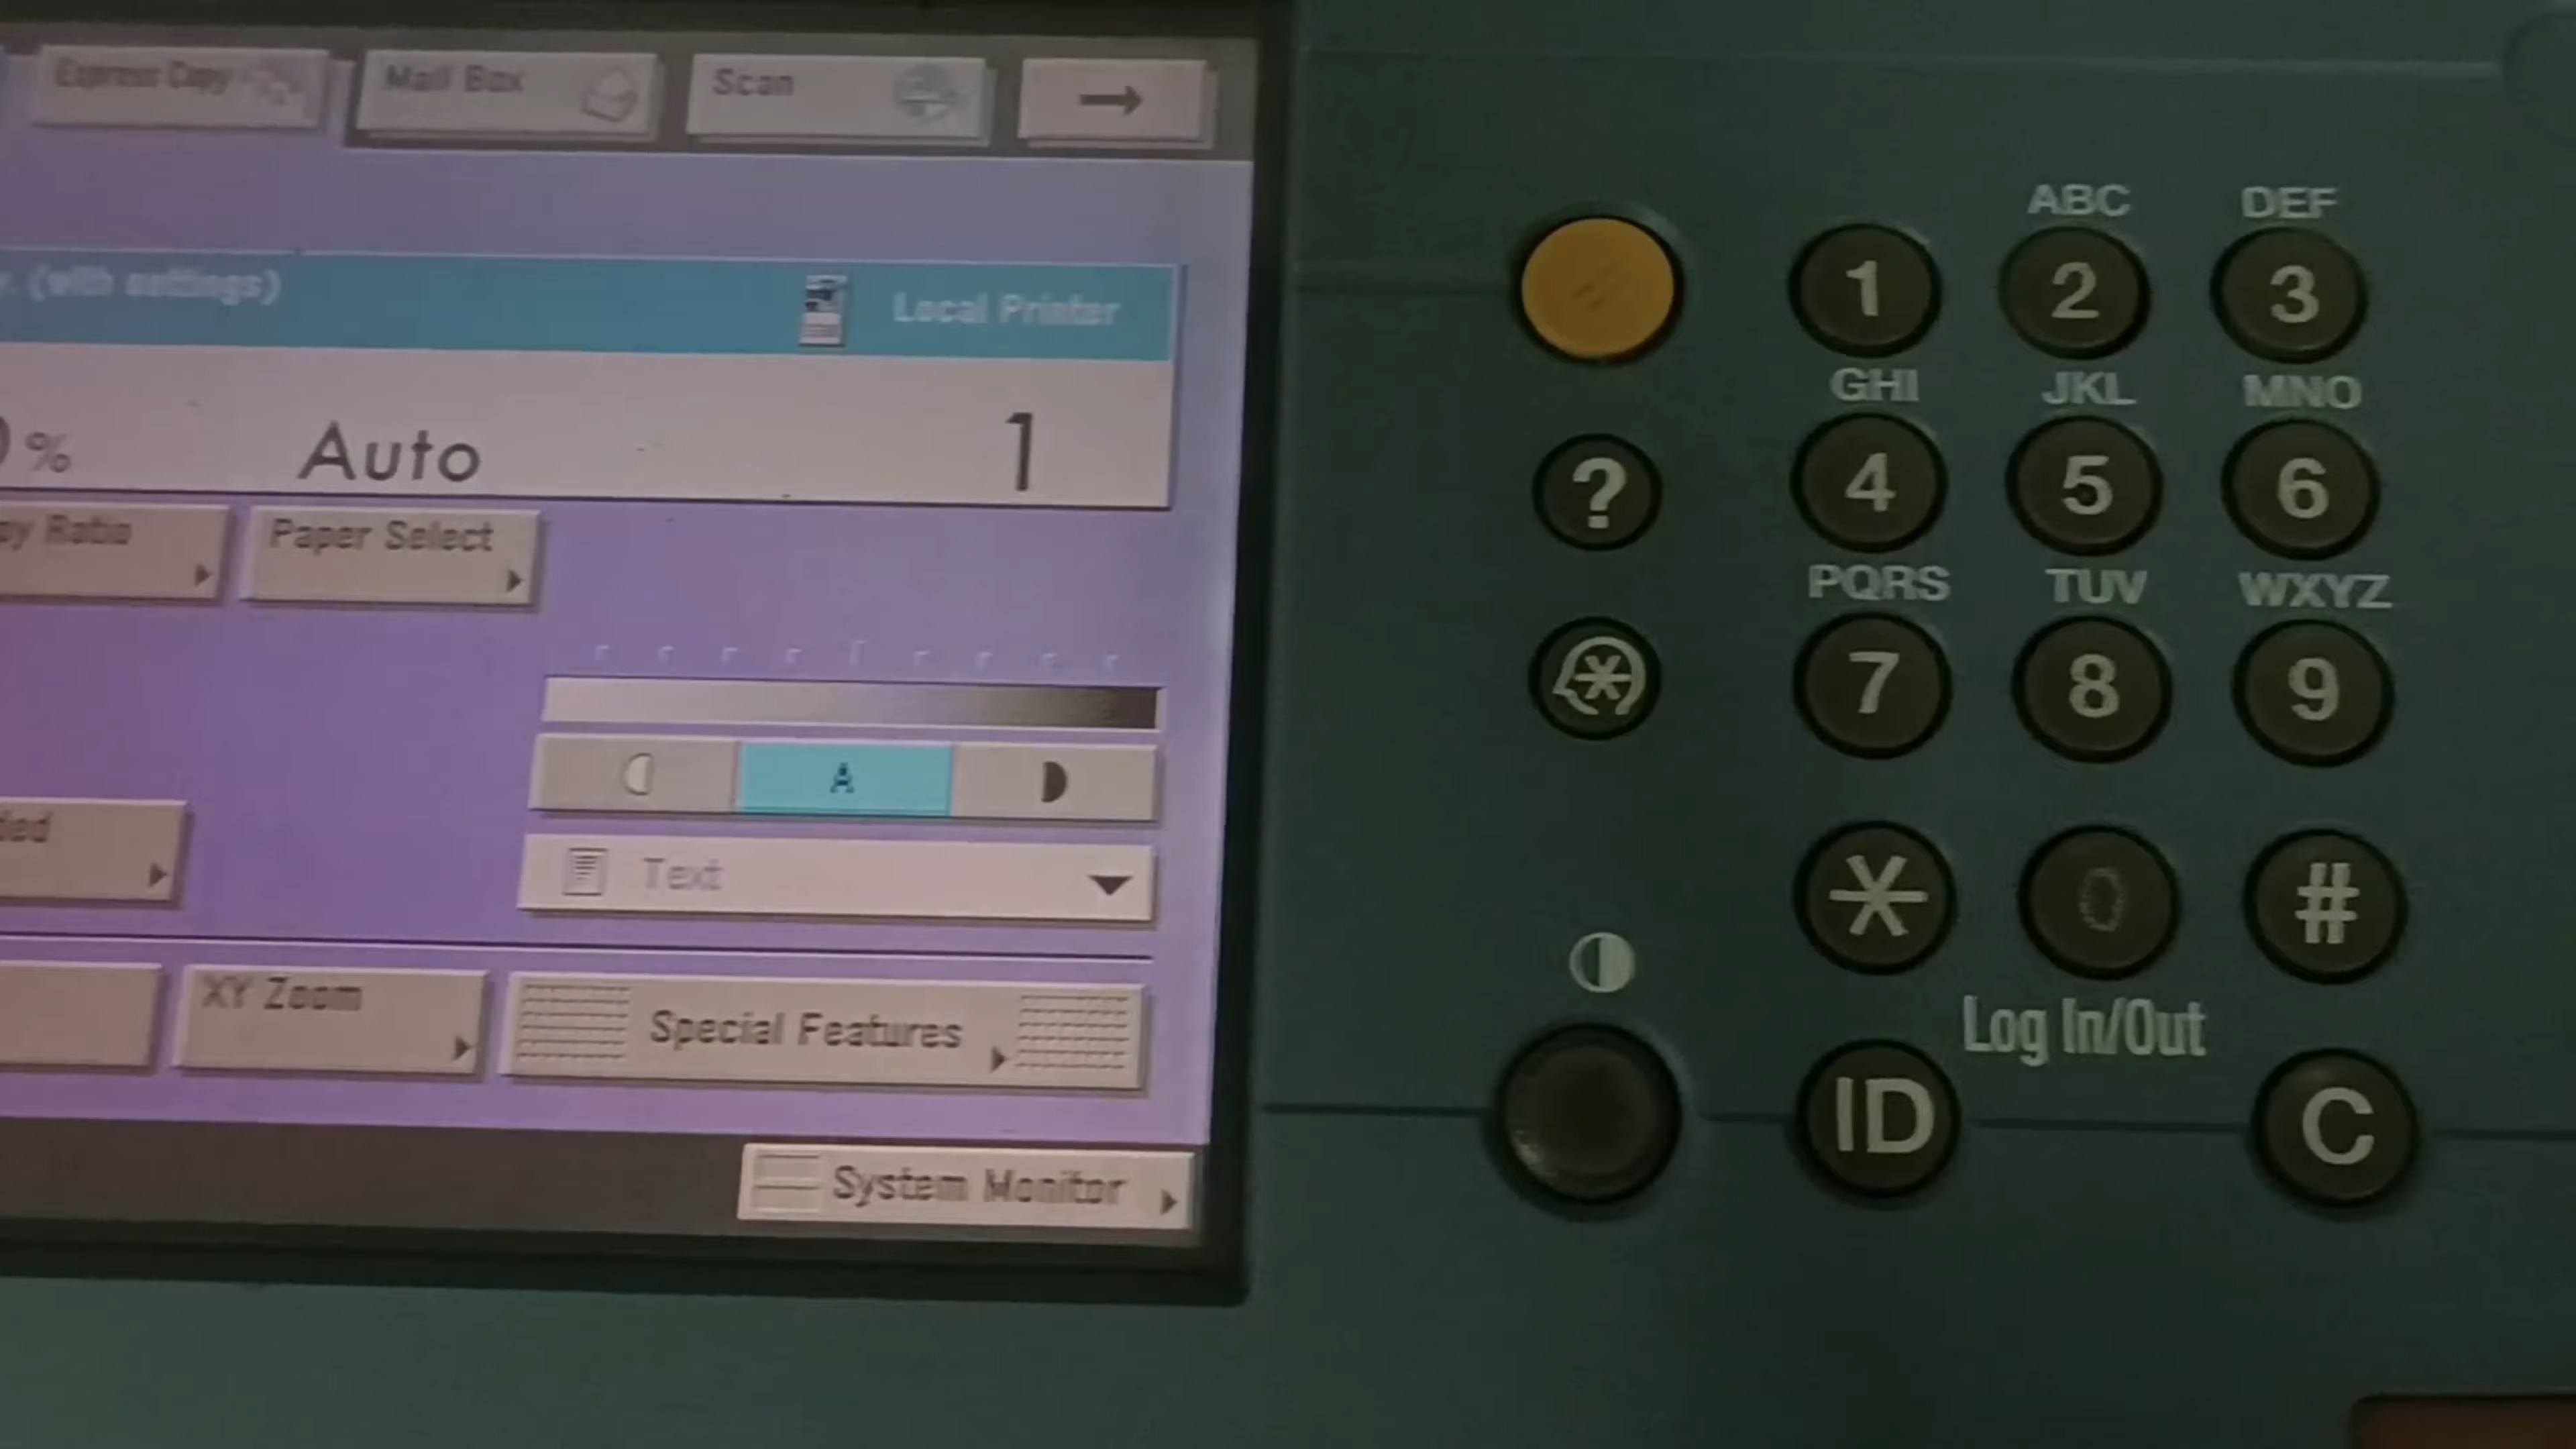 Express Copy
Mail Box
Scan
(with settings)
Local Printer
%
Auto
1
Ratio
Paper Select
A
Text
XY Zoom
Special Features
System Monitor
ABC
DEF
1
2
3
GHI
JKL
MNO
?
4
5
6
PQRS
TUV
WXYZ
7
8
9
*
0
#
Log In/Out
ID
C